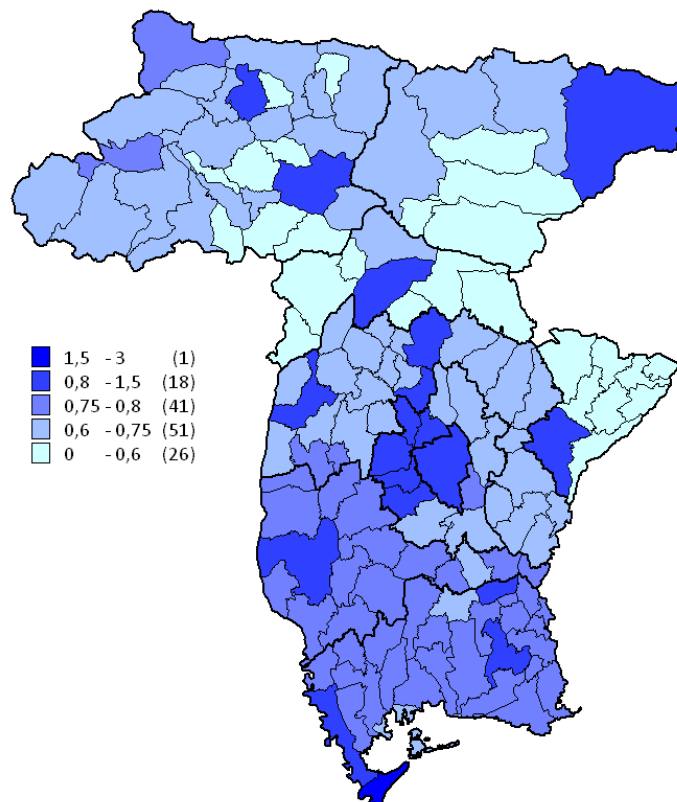 1,5 - 3 (1)
0,8 - 1,5 (18)
0,75 - 0,8 (41)
0,6 - 0,75 (51)
0 - 0,6 (26)